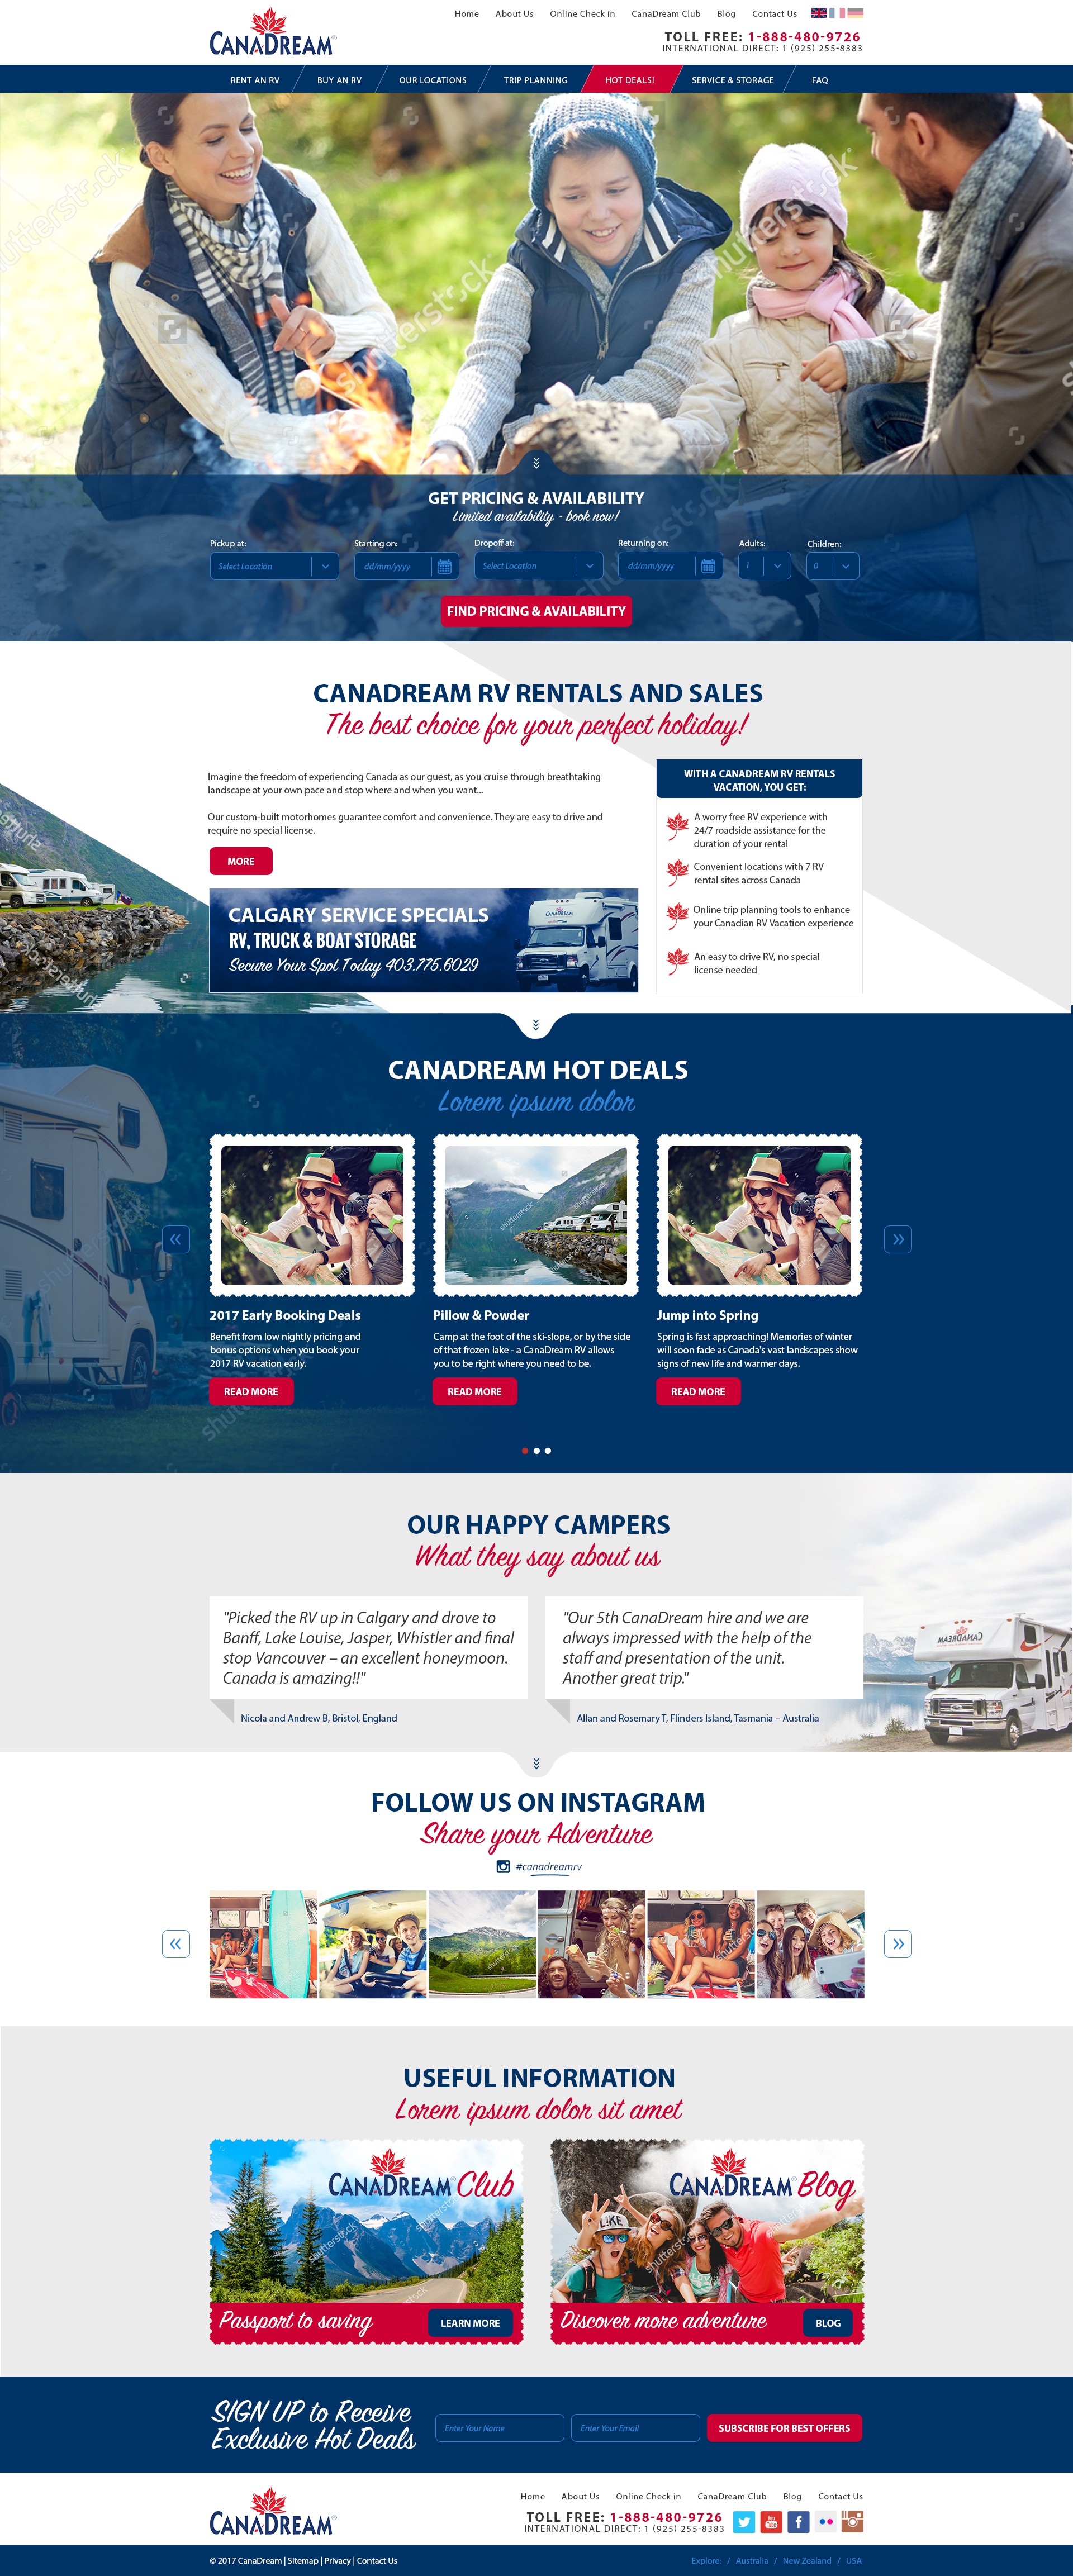 Home About Us Online Check in CanaDream Club Blog Contact Us
CANADREAM®
TOLL FREE: 1-888-480-9726
INTERNATIONAL DIRECT: 1 (925) 255-8383
RENT AN RV BUY AN RV OUR LOCATIONS TRIP PLANNING HOT DEALS! SERVICE & STORAGE FAQ
shutterstock
shutterstock
shutterstock
GET PRICING & AVAILABILITY
Limited availability - book now!
Pickup at: Starting on: Dropoff at: Returning on: Adults: Children:
Select Location dd/mm/yyyy Select Location dd/mm/yyyy 1 0
FIND PRICING & AVAILABILITY
CANADREAM RV RENTALS AND SALES
The best choice for your perfect holiday!
Imagine the freedom of experiencing Canada as our guest, as you cruise through breathtaking
landscape at your own pace and stop where and when you want...
Our custom-built motorhomes guarantee comfort and convenience. They are easy to drive and
require no special license.
MORE
CALGARY SERVICE SPECIALS
RV, TRUCK & BOAT STORAGE
Secure Your Spot Today 403.775.6029
CANADREAM
WITH A CANADREAM RV RENTALS
VACATION, YOU GET:
A worry free RV experience with
24/7 roadside assistance for the
duration of your rental
Convenient locations with 7 RV
rental sites across Canada
Online trip planning tools to enhance
your Canadian RV Vacation experience
An easy to drive RV, no special
license needed
CANADREAM HOT DEALS
Lorem ipsum dolor
2017 Early Booking Deals
Benefit from low nightly pricing and
bonus options when you book your
2017 RV vacation early.
READ MORE
Pillow & Powder
Camp at the foot of the ski-slope, or by the side
of that frozen lake - a CanaDream RV allows
you to be right where you need to be.
READ MORE
Jump into Spring
Spring is fast approaching! Memories of winter
will soon fade as Canada's vast landscapes show
signs of new life and warmer days.
READ MORE
OUR HAPPY CAMPERS
What they say about us
"Picked the RV up in Calgary and drove to
Banff, Lake Louise, Jasper, Whistler and final
stop Vancouver – an excellent honeymoon.
Canada is amazing!!"
Nicola and Andrew B, Bristol, England
"Our 5th CanaDream hire and we are
always impressed with the help of the
staff and presentation of the unit.
Another great trip."
Allan and Rosemary T, Flinders Island, Tasmania – Australia
CANADREAM
FOLLOW US ON INSTAGRAM
Share your Adventure
#canadreamrv
USEFUL INFORMATION
Lorem ipsum dolor sit amet
CANADREAM® Club
Passport to saving
LEARN MORE
CANADREAM® Blog
LIKE
Discover more adventure
BLOG
SIGN UP to Receive
Exclusive Hot Deals
Enter Your Name Enter Your Email SUBSCRIBE FOR BEST OFFERS
CANADREAM®
Home About Us Online Check in CanaDream Club Blog Contact Us
TOLL FREE: 1-888-480-9726
INTERNATIONAL DIRECT: 1 (925) 255-8383
You Tube
© 2017 CanaDream | Sitemap | Privacy | Contact Us
Explore: / Australia / New Zealand / USA